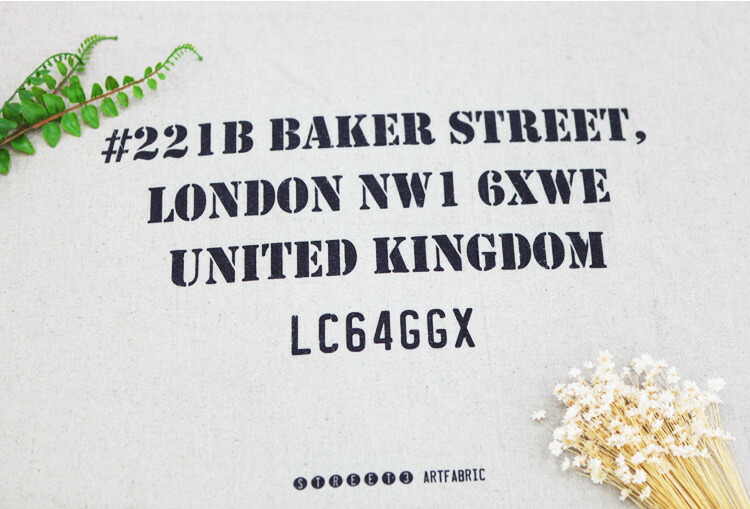 #221B BAKER STREET,
LONDON NW1 6XWE
UNITED KINGDOM
LC64GGX
STREET3 ARTFABRIC